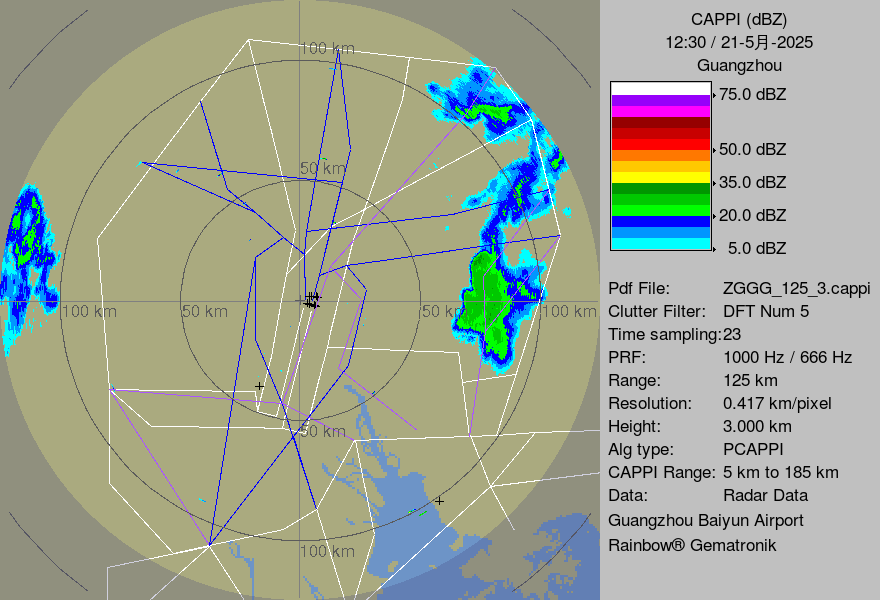 100 km
50 km
100 km
50 km
50 km
100 km
50 km
100 km
CAPPI (dBZ)
12:30 / 21-5月-2025
Guangzhou
75.0 dBZ
50.0 dBZ
35.0 dBZ
20.0 dBZ
5.0 dBZ
Pdf File: ZGGG_125_3.cappi
Clutter Filter: DFT Num 5
Time sampling:23
PRF: 1000 Hz / 666 Hz
Range: 125 km
Resolution: 0.417 km/pixel
Height: 3.000 km
Alg type: PCAPPI
CAPPI Range: 5 km to 185 km
Data: Radar Data
Guangzhou Baiyun Airport
Rainbow® Gematronik